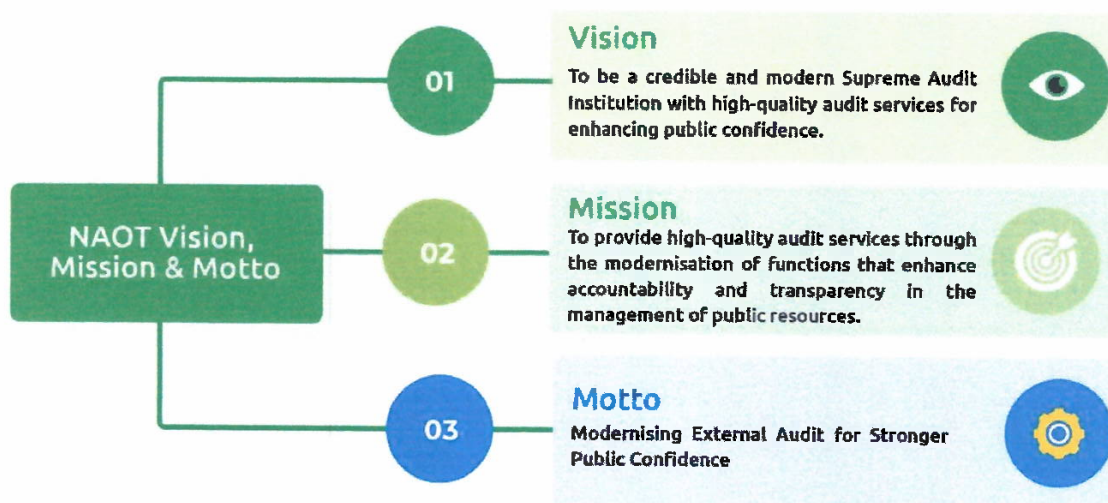 NAOT Vision,
Mission & Motto
01
Vision
To be a credible and modern Supreme Audit
Institution with high-quality audit services for
enhancing public confidence.
02
Mission
To provide high-quality audit services through
the modernisation of functions that enhance
accountability and transparency in the
management of public resources.
03
Motto
Modernising External Audit for Stronger
Public Confidence